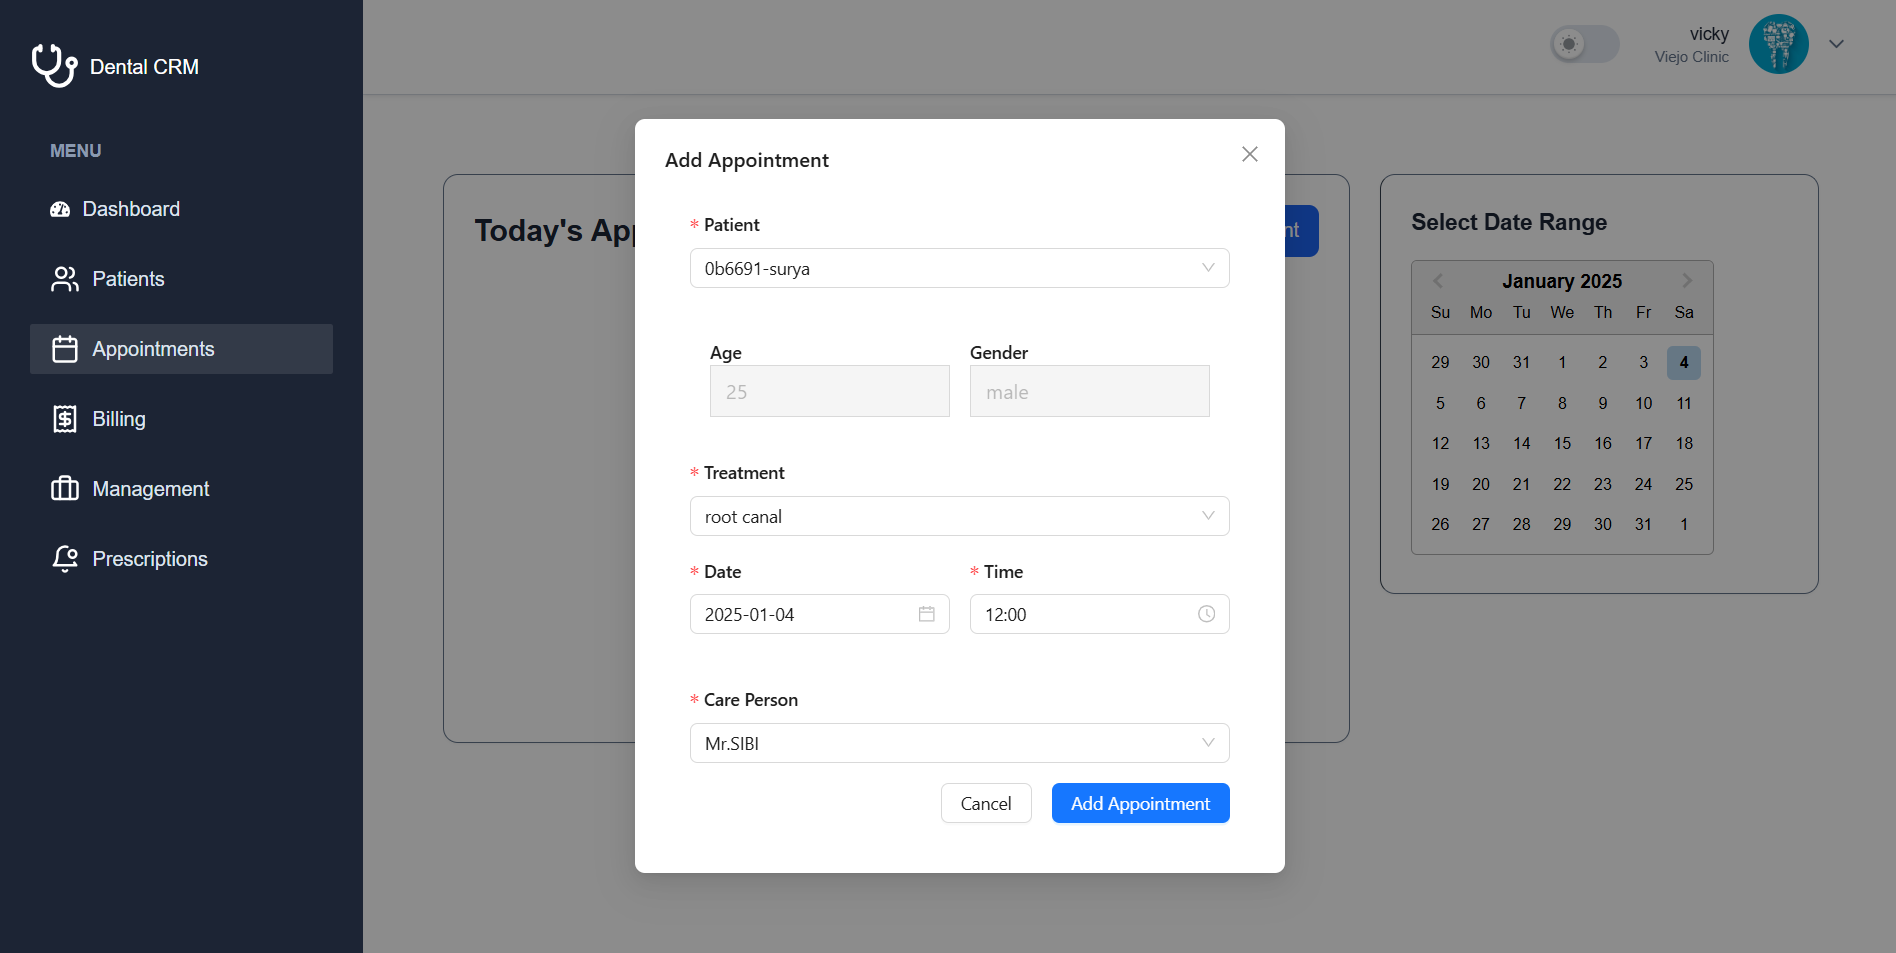 Dental CRM
MENU
Dashboard
Patients
Appointments
Billing
Management
Prescriptions
vicky
Viejo Clinic
Today's
Add Appointment
* Patient
0b6691-surya
Age
Gender
25
male
* Treatment
root canal
* Date
* Time
2025-01-04
12:00
* Care Person
Mr.SIBI
Cancel
Add Appointment
Select Date Range
January 2025
Su Mo Tu We Th Fr Sa
29 30 31 1 2 3 4
5 6 7 8 9 10 11
12 13 14 15 16 17 18
19 20 21 22 23 24 25
26 27 28 29 30 31 1